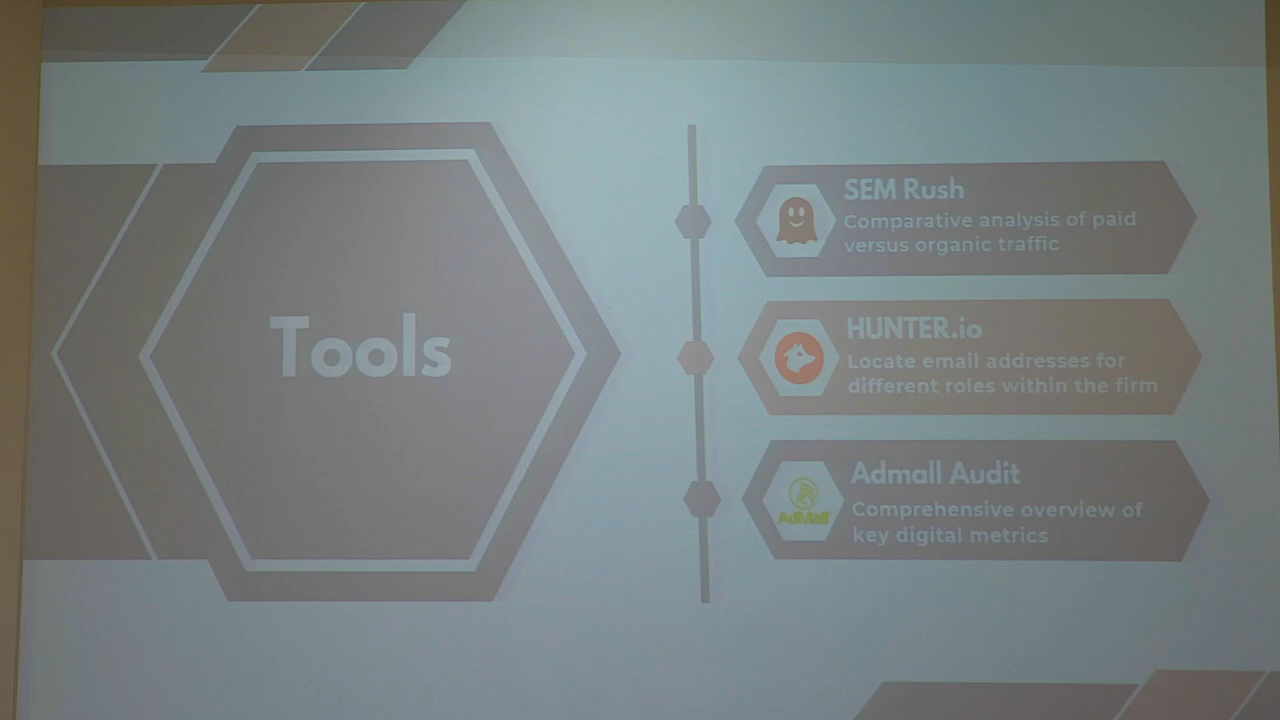 Tools
SEM Rush
Comparative analysis of paid
versus organic traffic
HUNTER.io
Locate email addresses for
different roles within the firm
AdMall
Admall Audit
Comprehensive overview of
key digital metrics